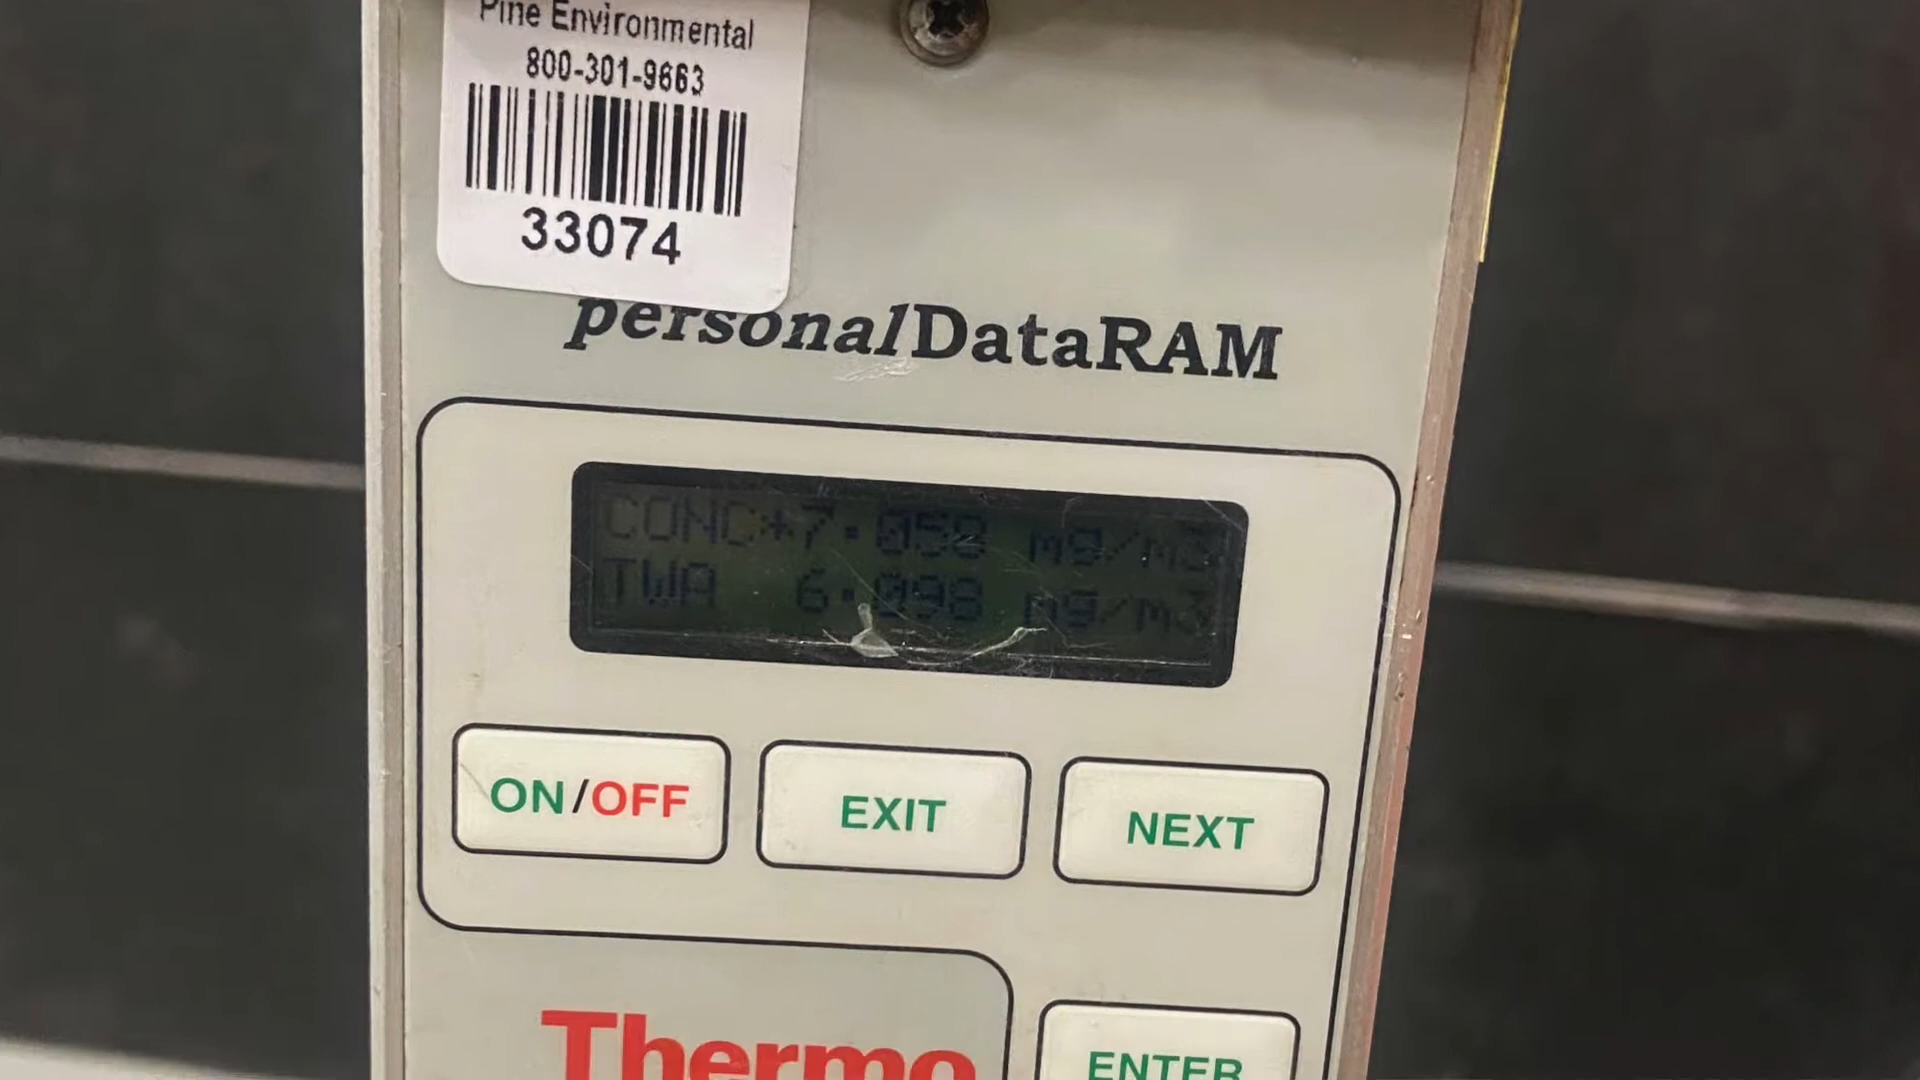 Pine Environmental
800-301-9663
33074
personalDataRAM
CONC*7.058 mg/m3
TWA 6.098 mg/m3
ON/OFF
EXIT
NEXT
Thermo
ENTER